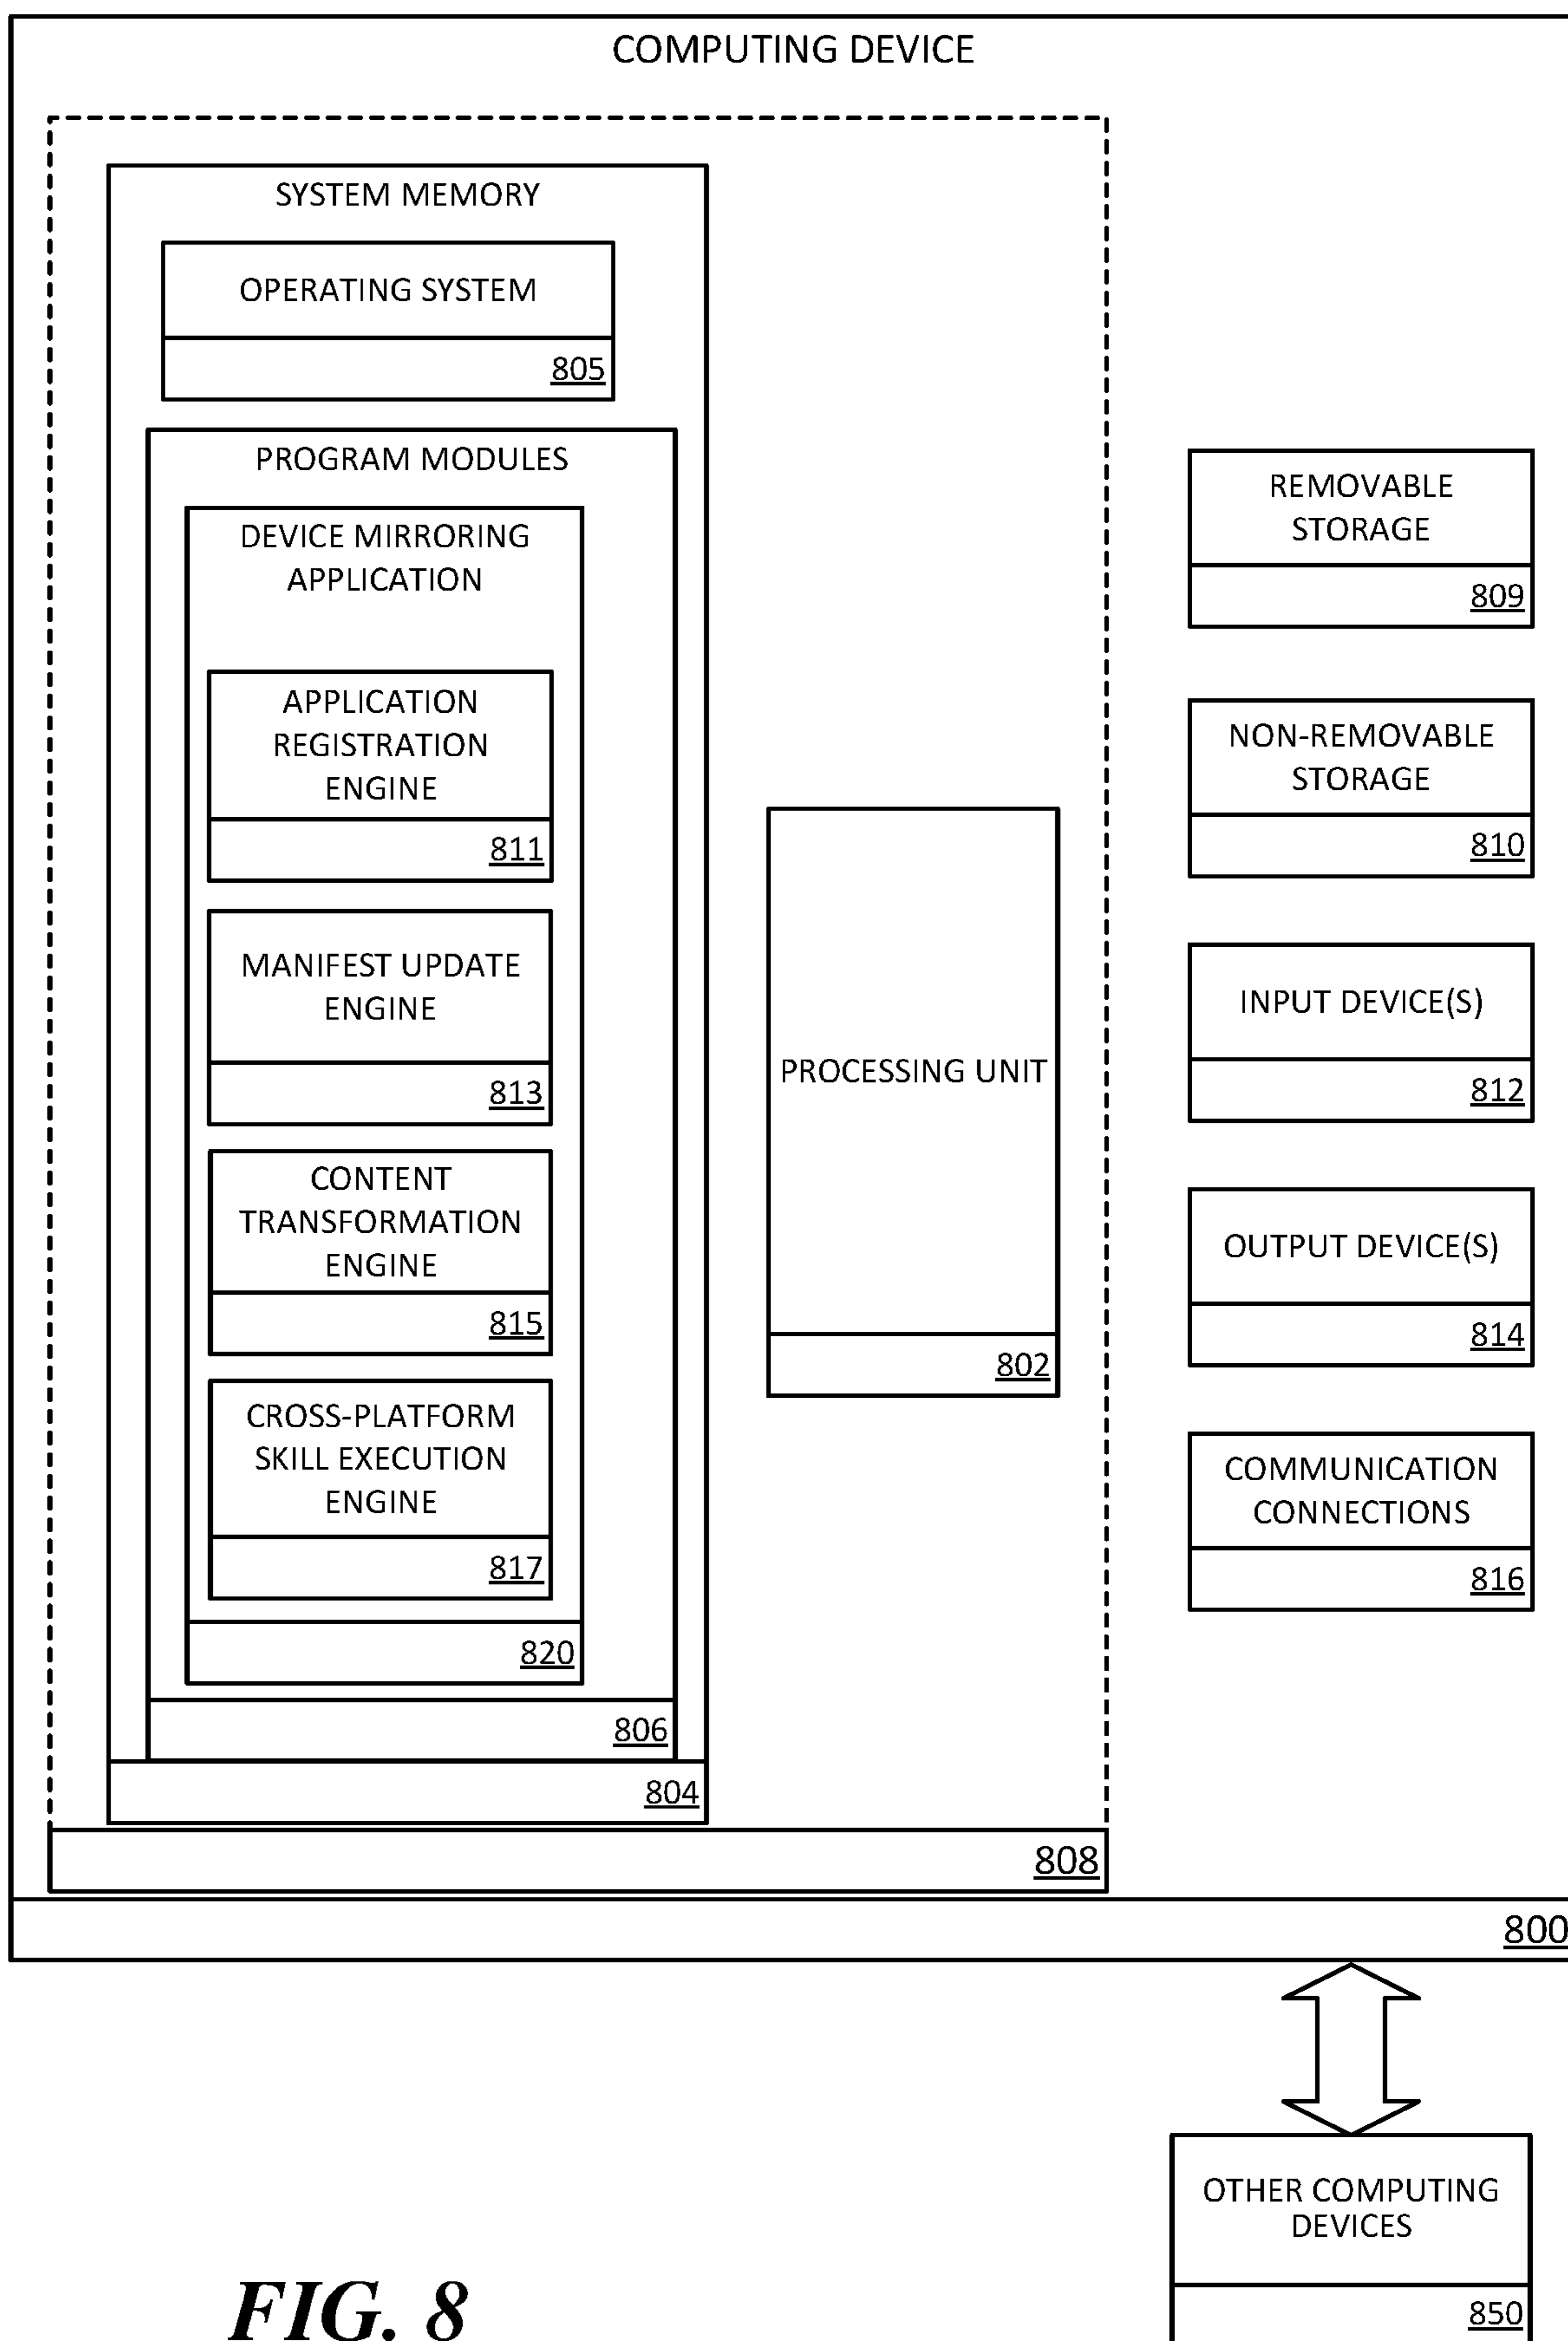 COMPUTING DEVICE
SYSTEM MEMORY
OPERATING SYSTEM
805
PROGRAM MODULES
DEVICE MIRRORING
APPLICATION
APPLICATION
REGISTRATION
ENGINE
811
MANIFEST UPDATE
ENGINE
813
CONTENT
TRANSFORMATION
ENGINE
815
CROSS-PLATFORM
SKILL EXECUTION
ENGINE
817
820
806
804
PROCESSING UNIT
802
808
REMOVABLE
STORAGE
809
NON-REMOVABLE
STORAGE
810
INPUT DEVICE(S)
812
OUTPUT DEVICE(S)
814
COMMUNICATION
CONNECTIONS
816
800
OTHER COMPUTING
DEVICES
850
FIG. 8